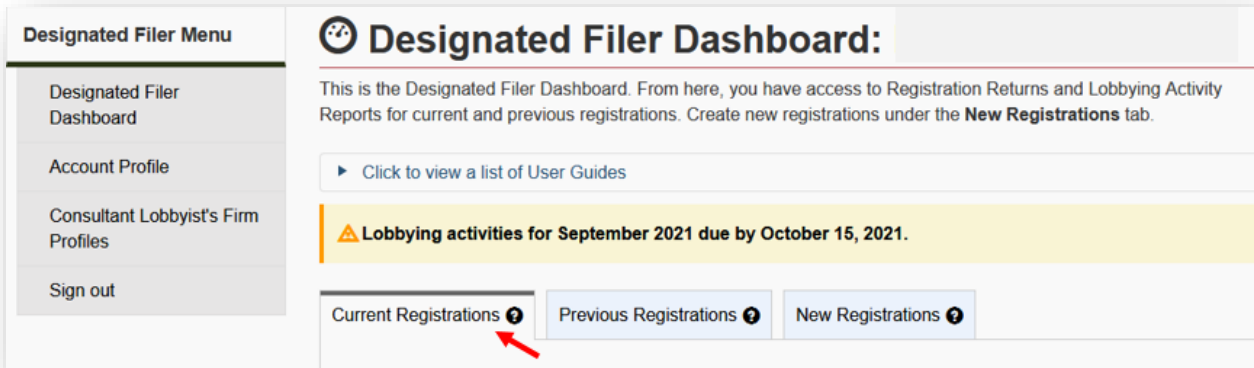 Designated Filer Menu
Designated Filer
Dashboard
Account Profile
Consultant Lobbyist's Firm
Profiles
Sign out
Designated Filer Dashboard:
This is the Designated Filer Dashboard. From here, you have access to Registration Returns and Lobbying Activity
Reports for current and previous registrations. Create new registrations under the New Registrations tab.
Click to view a list of User Guides
Lobbying activities for September 2021 due by October 15, 2021.
Current Registrations ?
Previous Registrations ?
New Registrations ?